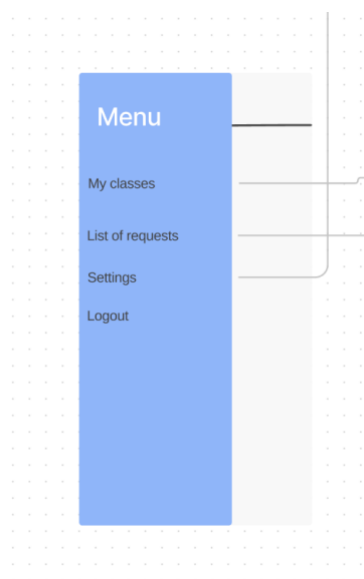 Menu
My classes
List of requests
Settings
Logout